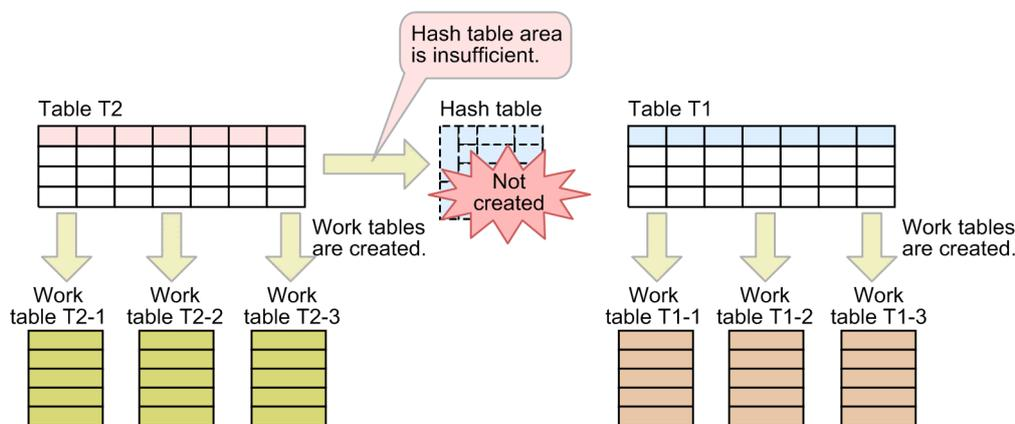 Hash table area
is insufficient.
Table T2
Hash table
Table T1
Not
created
Work tables
are created.
Work tables
are created.
Work
table T2-1
Work
table T2-2
Work
table T2-3
Work
table T1-1
Work
table T1-2
Work
table T1-3